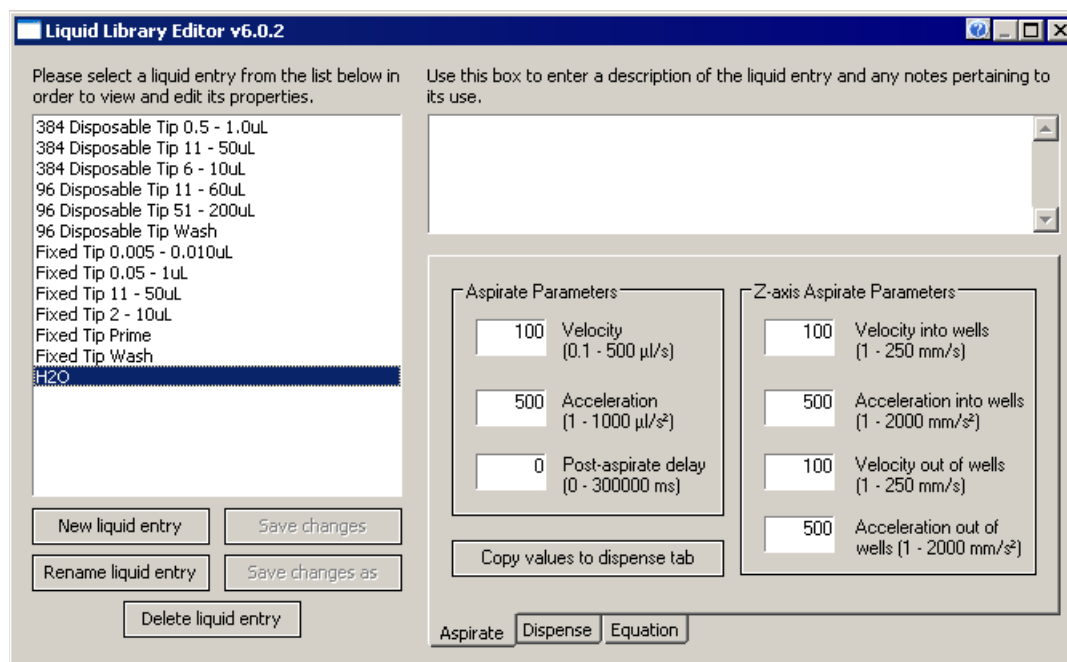 Liquid Library Editor v6.0.2
Please select a liquid entry from the list below in
order to view and edit its properties.
384 Disposable Tip 0.5 - 1.0uL
384 Disposable Tip 11 - 50uL
384 Disposable Tip 6 - 10uL
96 Disposable Tip 11 - 60uL
96 Disposable Tip 51 - 200uL
96 Disposable Tip Wash
Fixed Tip 0.005 - 0.010uL
Fixed Tip 0.05 - 1uL
Fixed Tip 11 - 50uL
Fixed Tip 2 - 10uL
Fixed Tip Prime
Fixed Tip Wash
H2O
New liquid entry
Save changes
Rename liquid entry
Save changes as
Delete liquid entry
Use this box to enter a description of the liquid entry and any notes pertaining to
its use.
Aspirate Parameters
100 Velocity
(0.1 - 500 µl/s)
500 Acceleration
(1 - 1000 µl/s²)
0 Post-aspirate delay
(0 - 300000 ms)
Copy values to dispense tab
Z-axis Aspirate Parameters
100 Velocity into wells
(1 - 250 mm/s)
500 Acceleration into wells
(1 - 2000 mm/s²)
100 Velocity out of wells
(1 - 250 mm/s)
500 Acceleration out of
wells (1 - 2000 mm/s²)
Aspirate
Dispense
Equation